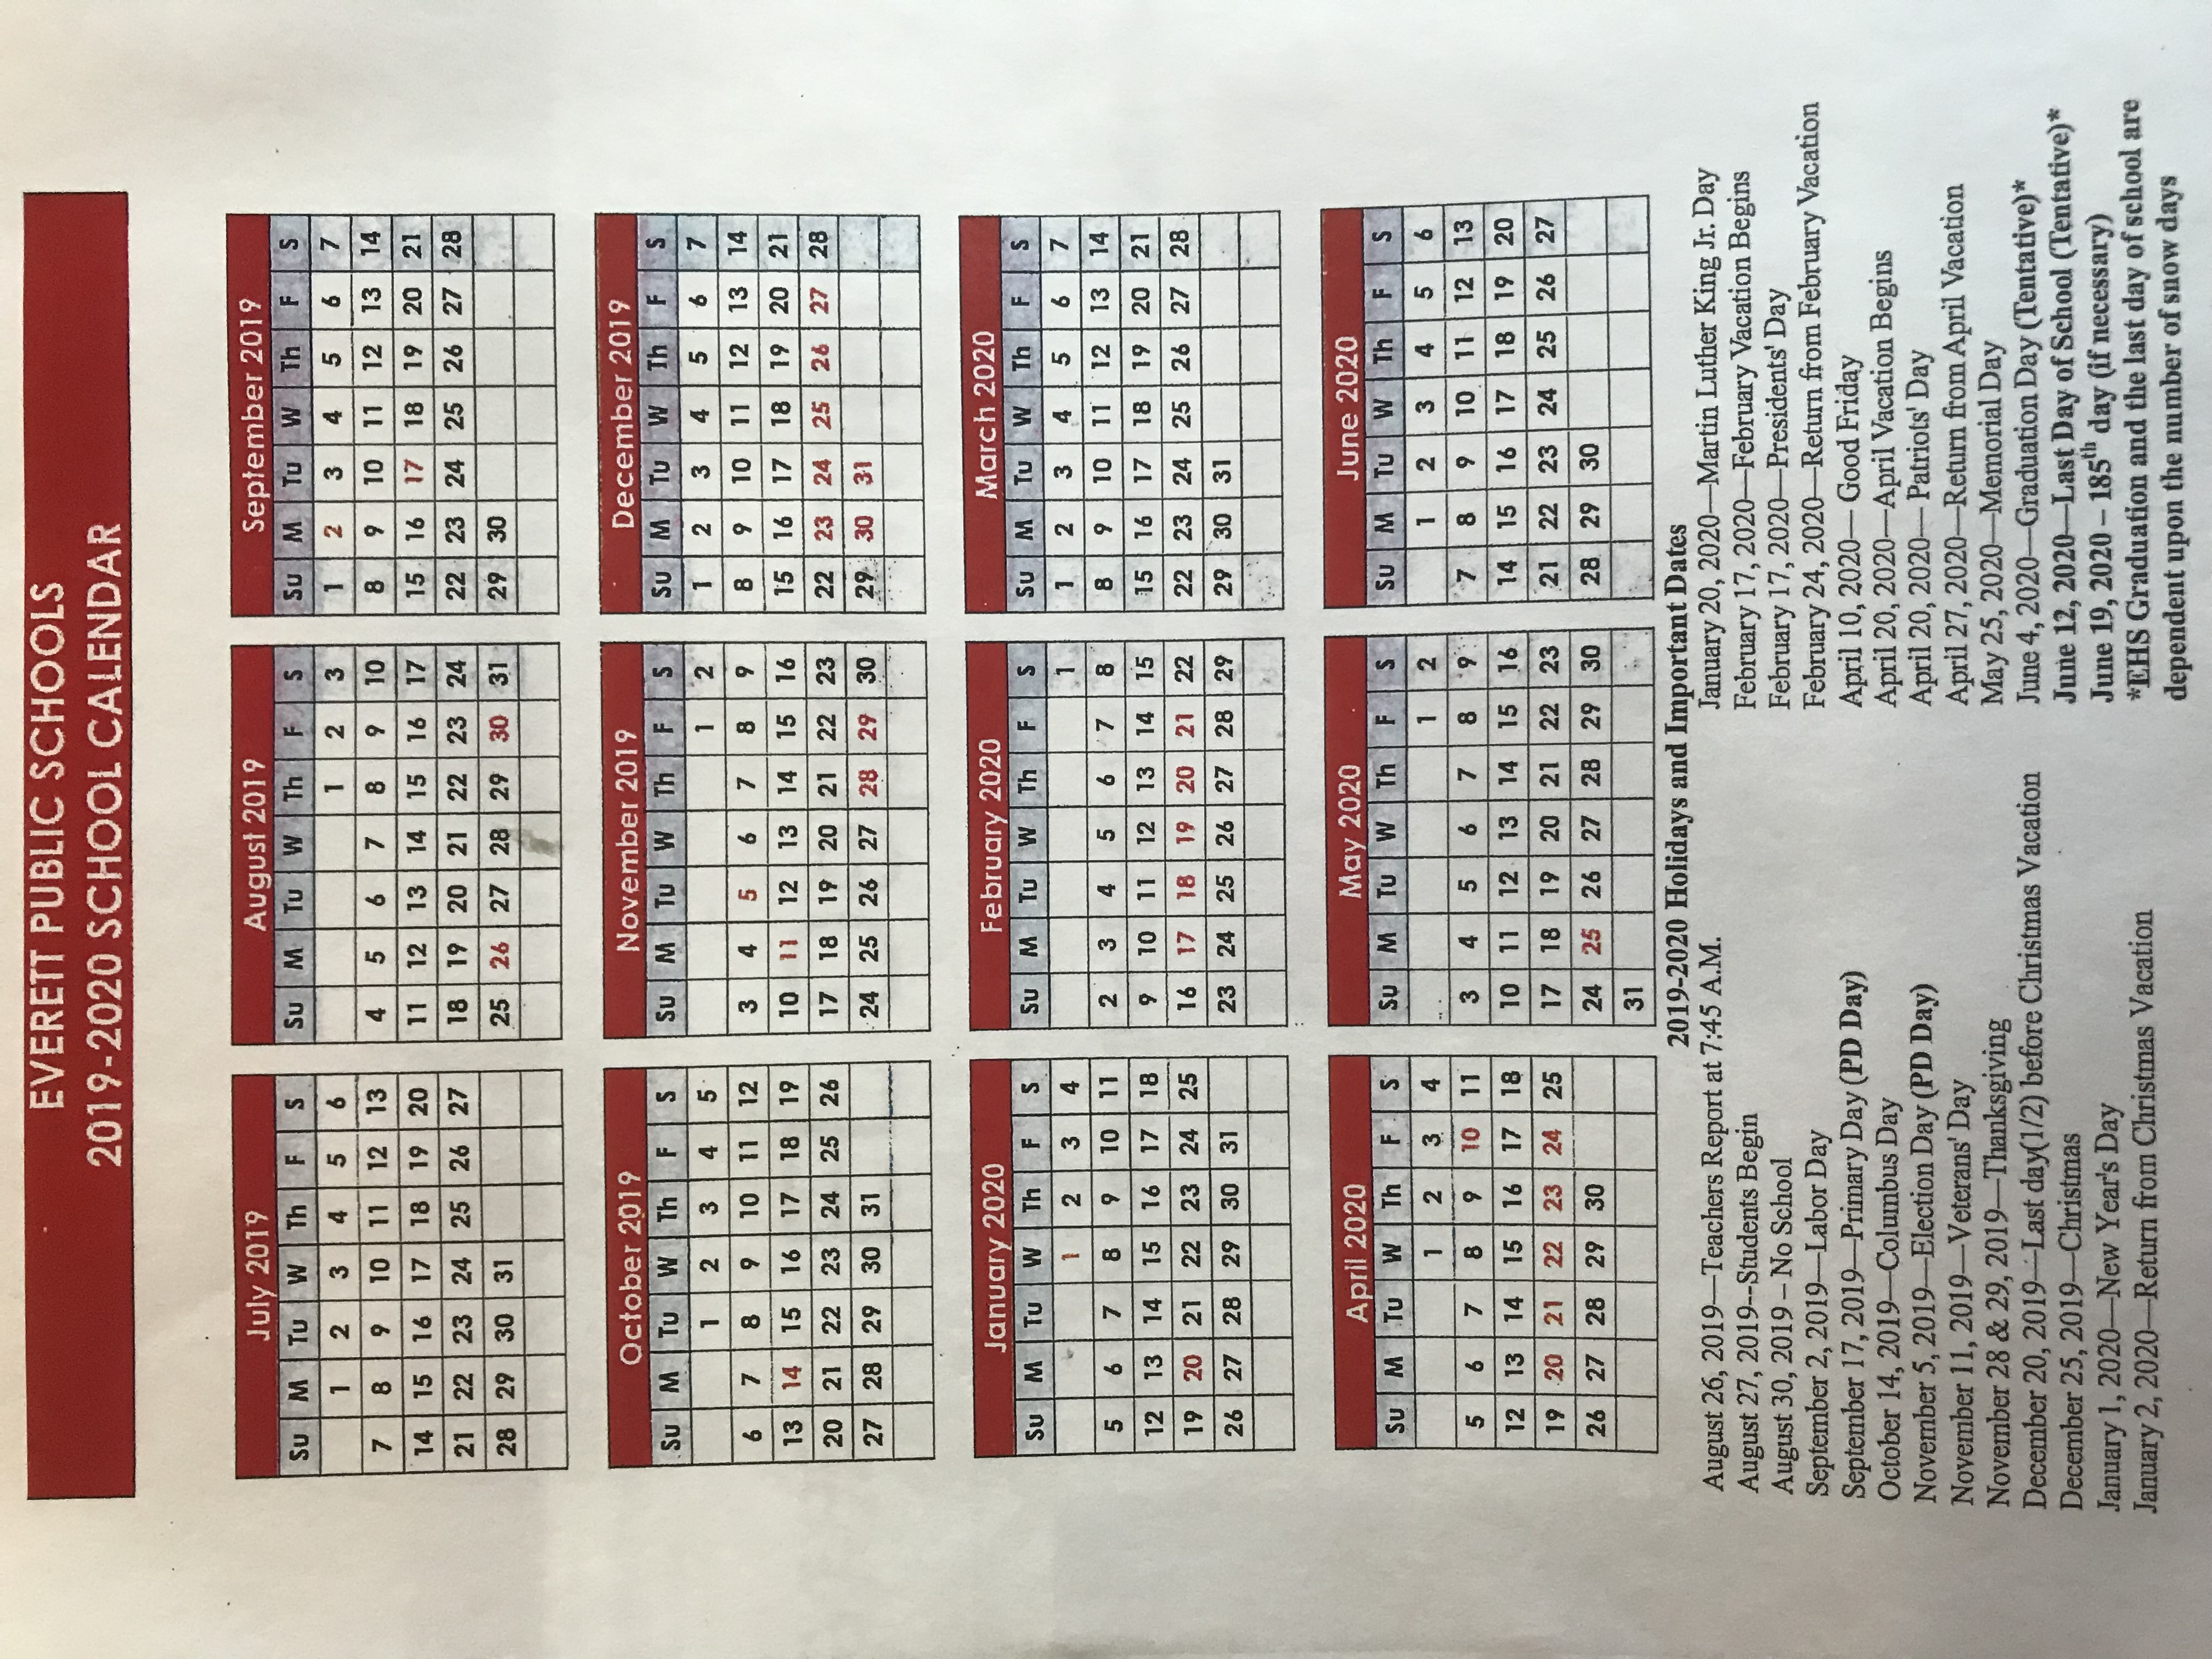 EVERETT PUBLIC SCHOOLS
2019-2020 SCHOOL CALENDAR
July 2019
Su M Tu W Th F S
1 2 3 4 5 6
7 8 9 10 11 12 13
14 15 16 17 18 19 20
21 22 23 24 25 26 27
28 29 30 31
August 2019
Su M Tu W Th F S
1 2 3
4 5 6 7 8 9 10
11 12 13 14 15 16 17
18 19 20 21 22 23 24
25 26 27 28 29 30 31
September 2019
Su M Tu W Th F S
1 2 3 4 5 6 7
8 9 10 11 12 13 14
15 16 17 18 19 20 21
22 23 24 25 26 27 28
29 30
October 2019
Su M Tu W Th F S
1 2 3 4 5
6 7 8 9 10 11 12
13 14 15 16 17 18 19
20 21 22 23 24 25 26
27 28 29 30 31
November 2019
Su M Tu W Th F S
1 2
3 4 5 6 7 8 9
10 11 12 13 14 15 16
17 18 19 20 21 22 23
24 25 26 27 28 29 30
December 2019
Su M Tu W Th F S
1 2 3 4 5 6 7
8 9 10 11 12 13 14
15 16 17 18 19 20 21
22 23 24 25 26 27 28
29 30 31
January 2020
Su M Tu W Th F S
1 2 3 4
5 6 7 8 9 10 11
12 13 14 15 16 17 18
19 20 21 22 23 24 25
26 27 28 29 30 31
February 2020
Su M Tu W Th F S
1
2 3 4 5 6 7 8
9 10 11 12 13 14 15
16 17 18 19 20 21 22
23 24 25 26 27 28 29
March 2020
Su M Tu W Th F S
1 2 3 4 5 6 7
8 9 10 11 12 13 14
15 16 17 18 19 20 21
22 23 24 25 26 27 28
29 30 31
April 2020
Su M Tu W Th F S
1 2 3 4
5 6 7 8 9 10 11
12 13 14 15 16 17 18
19 20 21 22 23 24 25
26 27 28 29 30
May 2020
Su M Tu W Th F S
1 2
3 4 5 6 7 8 9
10 11 12 13 14 15 16
17 18 19 20 21 22 23
24 25 26 27 28 29 30
31
June 2020
Su M Tu W Th F S
1 2 3 4 5 6
7 8 9 10 11 12 13
14 15 16 17 18 19 20
21 22 23 24 25 26 27
28 29 30
2019-2020 Holidays and Important Dates
August 26, 2019—Teachers Report at 7:45 A.M.
August 27, 2019--Students Begin
August 30, 2019 – No School
September 2, 2019—Labor Day
September 17, 2019—Primary Day (PD Day)
October 14, 2019—Columbus Day
November 5, 2019—Election Day (PD Day)
November 11, 2019—Veterans' Day
November 28 & 29, 2019—Thanksgiving
December 20, 2019—Last day(1/2) before Christmas Vacation
December 25, 2019—Christmas
January 1, 2020—New Year's Day
January 2, 2020—Return from Christmas Vacation
January 20, 2020—Martin Luther King Jr. Day
February 17, 2020—February Vacation Begins
February 17, 2020—Presidents' Day
February 24, 2020—Return from February Vacation
April 10, 2020— Good Friday
April 20, 2020—April Vacation Begins
April 20, 2020— Patriots' Day
April 27, 2020—Return from April Vacation
May 25, 2020—Memorial Day
June 4, 2020—Graduation Day (Tentative)*
June 12, 2020—Last Day of School (Tentative)*
June 19, 2020 – 185th day (if necessary)
*EHS Graduation and the last day of school are
dependent upon the number of snow days